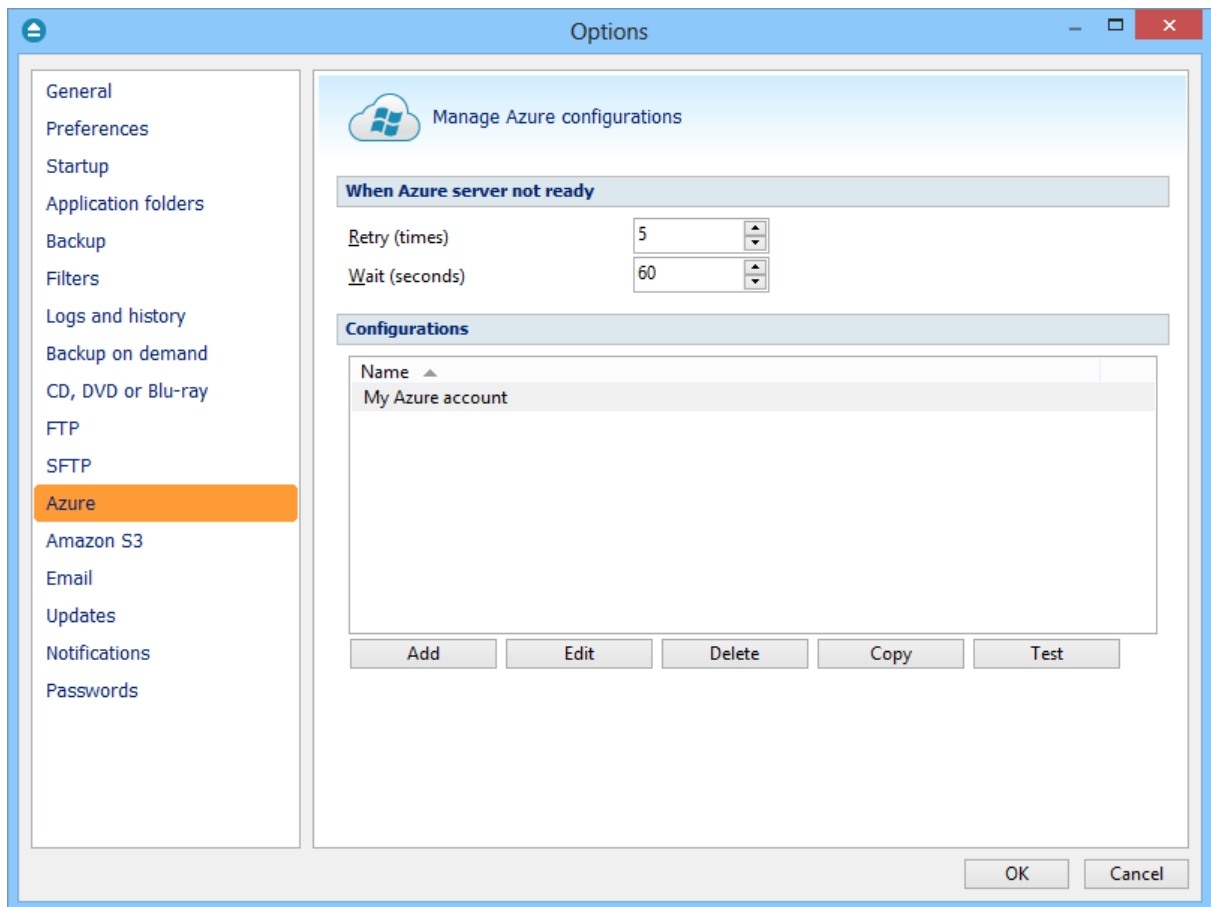 Options
General
Preferences
Startup
Application folders
Backup
Filters
Logs and history
Backup on demand
CD, DVD or Blu-ray
FTP
SFTP
Azure
Amazon S3
Email
Updates
Notifications
Passwords
Manage Azure configurations
When Azure server not ready
Retry (times) 5
Wait (seconds) 60
Configurations
Name
My Azure account
Add Edit Delete Copy Test
OK Cancel